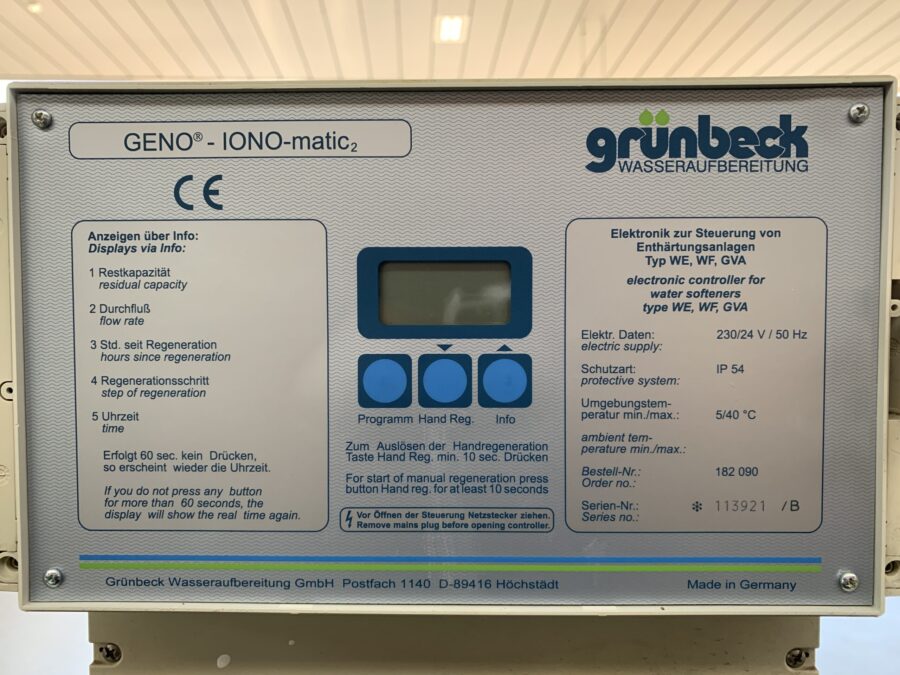 GENO® - IONO-matic₂
CE
grünbeck
WASSERAUFBEREITUNG
Anzeigen über Info:
Displays via Info:
1 Restkapazität
residual capacity
2 Durchfluß
flow rate
3 Std. seit Regeneration
hours since regeneration
4 Regenerationsschritt
step of regeneration
5 Uhrzeit
time
Erfolgt 60 sec. kein Drücken,
so erscheint wieder die Uhrzeit.
If you do not press any button
for more than 60 seconds, the
display will show the real time again.
Programm Hand Reg. Info
Zum Auslösen der Handregeneration
Taste Hand Reg. min. 10 sec. Drücken
For start of manual regeneration press
button Hand reg. for at least 10 seconds
Vor Öffnen der Steuerung Netzstecker ziehen.
Remove mains plug before opening controller.
Elektronik zur Steuerung von
Enthärtungsanlagen
Typ WE, WF, GVA
electronic controller for
water softeners
type WE, WF, GVA
Elektr. Daten: 230/24 V / 50 Hz
electric supply:
Schutzart: IP 54
protective system:
Umgebungstem-
peratur min./max.: 5/40 °C
ambient tem-
perature min./max.:
Bestell-Nr.: 182 090
Order no.:
Serien-Nr.: ✻ 113921 /B
Series no.:
Grünbeck Wasseraufbereitung GmbH Postfach 1140 D-89416 Höchstädt
Made in Germany